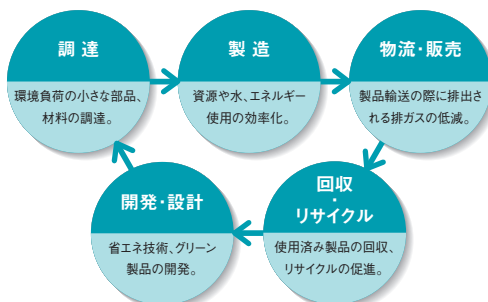 調達
環境負荷の小さな部品、
材料の調達。
製造
資源や水、エネルギー
使用の効率化。
物流・販売
製品輸送の際に排出さ
れる排ガスの低減。
回収
・
リサイクル
使用済み製品の回収、
リサイクルの促進。
開発・設計
省エネ技術、グリーン
製品の開発。